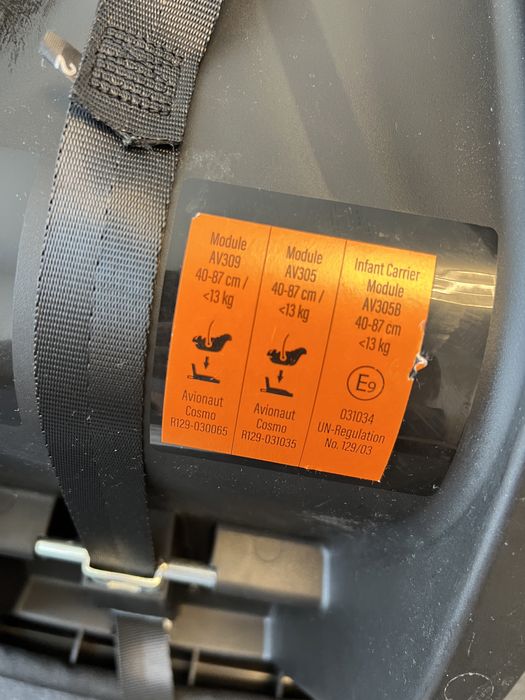 2
Module
AV309
40-87 cm /
<13 kg
Avionaut
Cosmo
R129-030065
Module
AV305
40-87 cm /
<13 kg
Avionaut
Cosmo
R129-031035
Infant Carrier
Module
AV305B
40-87 cm
<13 kg
E9
031034
UN-Regulation
No. 129/03